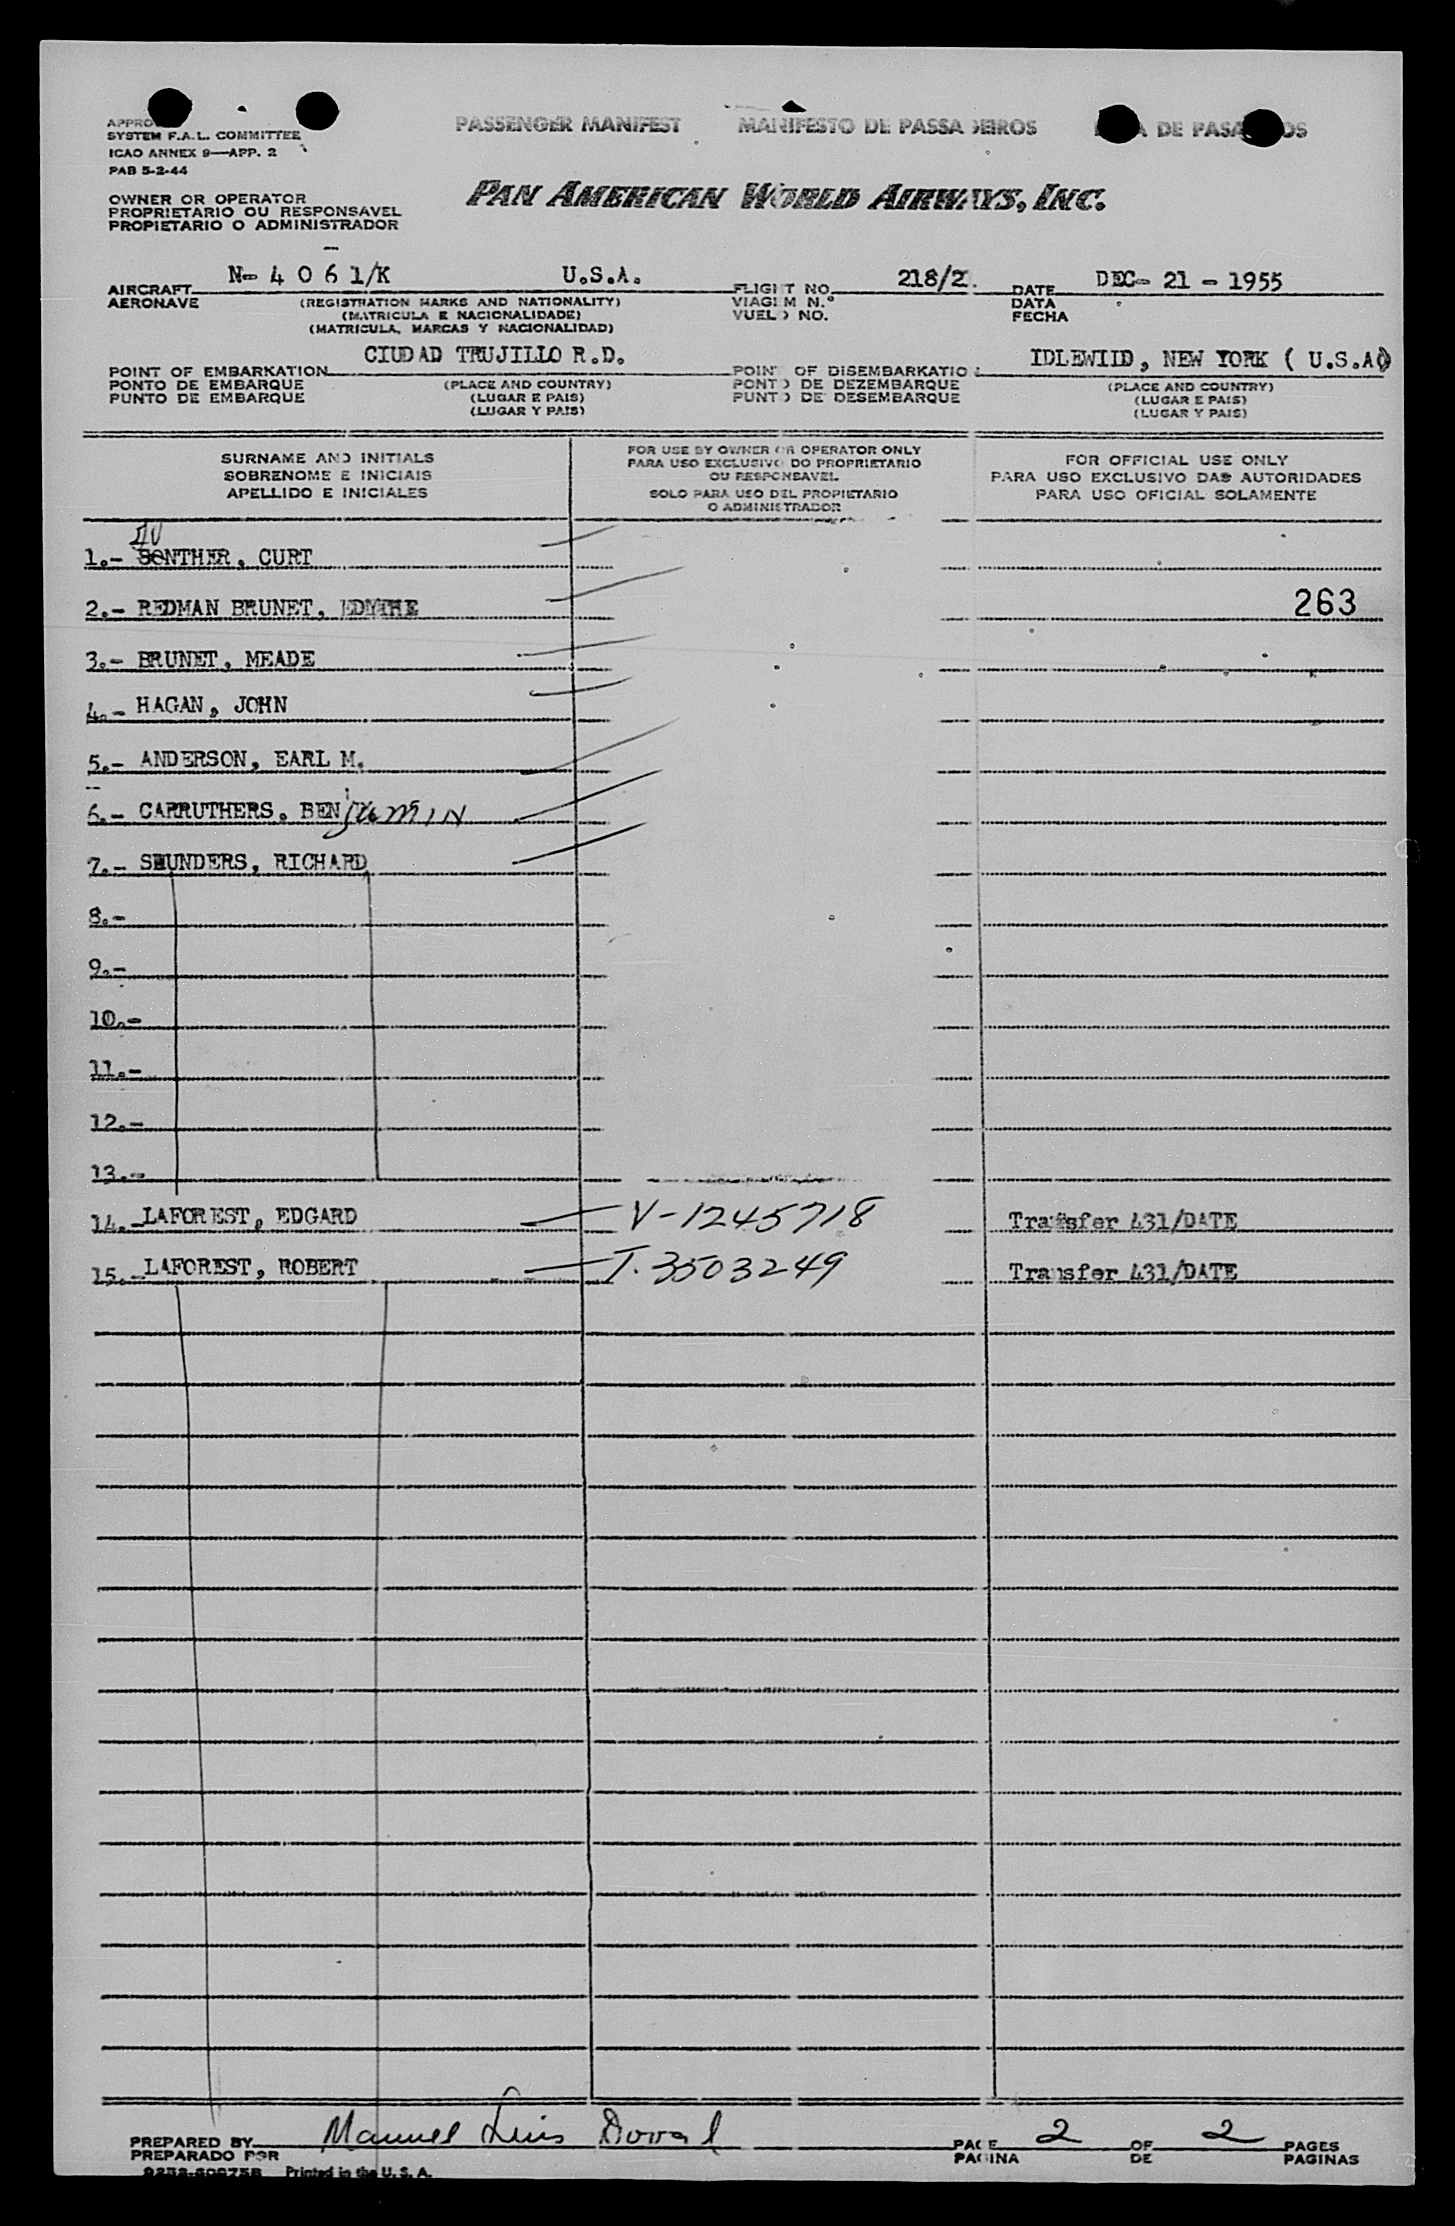 PASSENGER MANIFEST MANIFESTO DE PASSA EIROS DE PASA OS
APPRO
SYSTEM F.A.L. COMMITTEE
ICAO ANNEX 9—APP. 2
PAB 5-2-44
PAN AMERICAN WORLD AIRWAYS, INC.
OWNER OR OPERATOR
PROPRIETARIO OU RESPONSAVEL
PROPIETARIO O ADMINISTRADOR
AIRCRAFT N- 4 0 6 1/K U.S.A. FLIGHT NO. 218/2. DATE DEC- 21 - 1955
AERONAVE (REGISTRATION MARKS AND NATIONALITY) VIAGEM N.° DATA
(MATRICULA E NACIONALIDADE) VUELO NO. FECHA
(MATRICULA, MARCAS Y NACIONALIDAD)
POINT OF EMBARKATION CIUDAD TRUJILLO R.D. POINT OF DISEMBARKATIO IDLEWIID, NEW YORK ( U.S.A)
PONTO DE EMBARQUE (PLACE AND COUNTRY) PONTO DE DEZEMBARQUE (PLACE AND COUNTRY)
PUNTO DE EMBARQUE (LUGAR E PAIS) PUNTO DE DESEMBARQUE (LUGAR E PAIS)
(LUGAR Y PAIS) (LUGAR Y PAIS)
SURNAME AND INITIALS
SOBRENOME E INICIAIS
APELLIDO E INICIALES
FOR USE BY OWNER OR OPERATOR ONLY
PARA USO EXCLUSIVO DO PROPRIETARIO
OU RESPONSAVEL
SOLO PARA USO DEL PROPIETARIO
O ADMINISTRADOR
FOR OFFICIAL USE ONLY
PARA USO EXCLUSIVO DAS AUTORIDADES
PARA USO OFICIAL SOLAMENTE
1.- NTHER, CURT
2.- REDMAN BRUNET, 263
3.- BRUNET, MEADE
4.- HAGAN, JOHN
5.- ANDERSON, EARL M.
6.- CARRUTHERS. BENjamin
7.- SAUNDERS, RICHARD
8.-
9.-
10.-
11.-
12.-
13.-
14.- LAFOREST, EDGARD V-1245718 Transfer 431/DATE
15.- LAFOREST, ROBERT I-3503249 Transfer 431/DATE
PREPARED BY Manuel Luis Doval PAGE 2 OF 2 PAGES
PREPARADO POR PAGINA DE PAGINAS
Printed in the U. S. A.